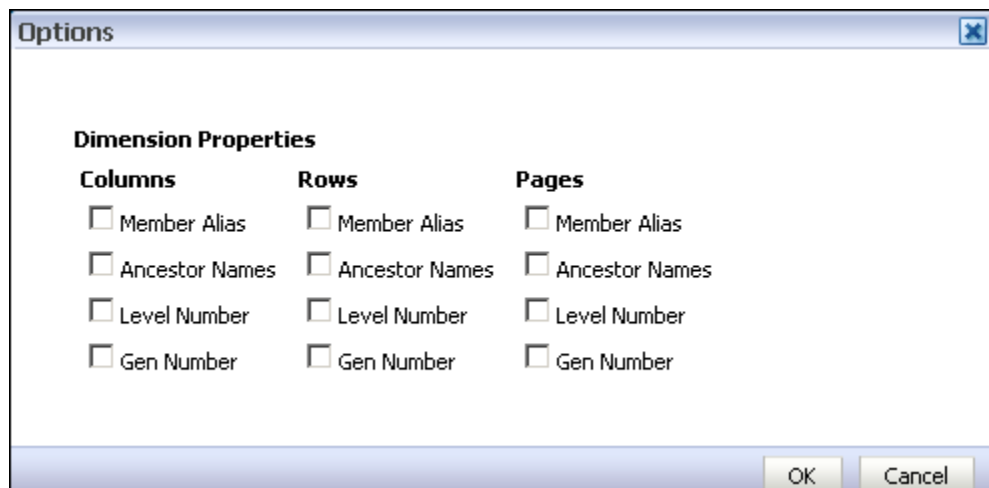 Options
Dimension Properties
Columns Rows Pages
Member Alias Member Alias Member Alias
Ancestor Names Ancestor Names Ancestor Names
Level Number Level Number Level Number
Gen Number Gen Number Gen Number
OK Cancel